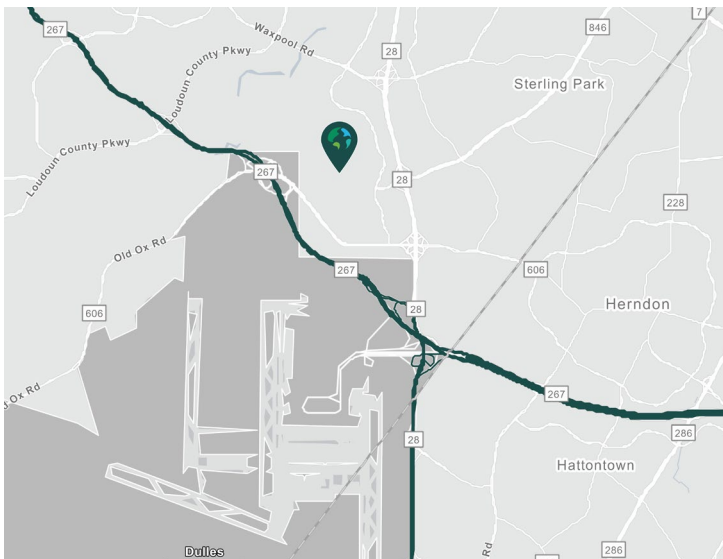 7
267
Waxpool Rd
28
846
Loudoun County Pkwy
Sterling Park
Loudoun County Pkwy
267
28
228
Old Ox Rd
267
606
606
28
Herndon
Ox Rd
267
28
286
Hattontown
Rd
286
Dulles